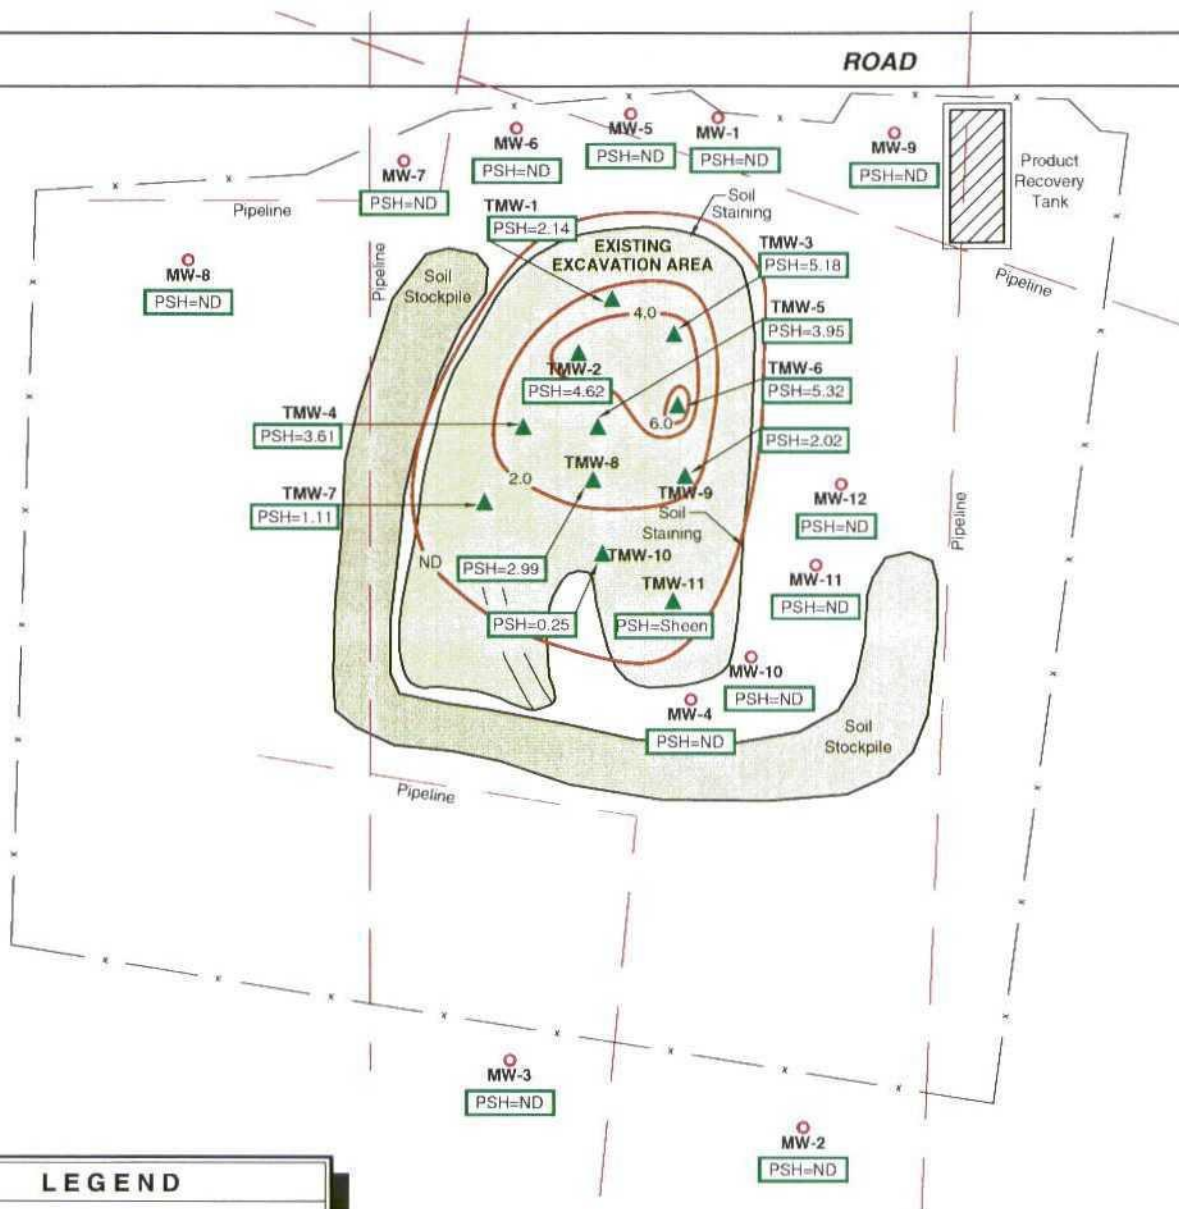 ROAD
MW-6
PSH=ND
MW-5
PSH=ND
MW-1
PSH=ND
MW-9
PSH=ND
Product
Recovery
Tank
MW-7
PSH=ND
Pipeline
TMW-1
PSH=2.14
Soil
Staining
EXISTING
EXCAVATION AREA
TMW-3
PSH=5.18
MW-8
PSH=ND
Pipeline
Soil
Stockpile
Pipeline
4.0
TMW-5
PSH=3.95
TMW-2
PSH=4.62
TMW-6
PSH=5.32
6.0
TMW-4
PSH=3.61
PSH=2.02
TMW-8
2.0
TMW-9
TMW-7
PSH=1.11
MW-12
PSH=ND
Soil
Staining
Pipeline
ND
PSH=2.99
TMW-10
MW-11
PSH=ND
TMW-11
PSH=0.25
PSH=Sheen
MW-10
PSH=ND
MW-4
PSH=ND
Soil
Stockpile
Pipeline
MW-3
PSH=ND
MW-2
PSH=ND
LEGEND